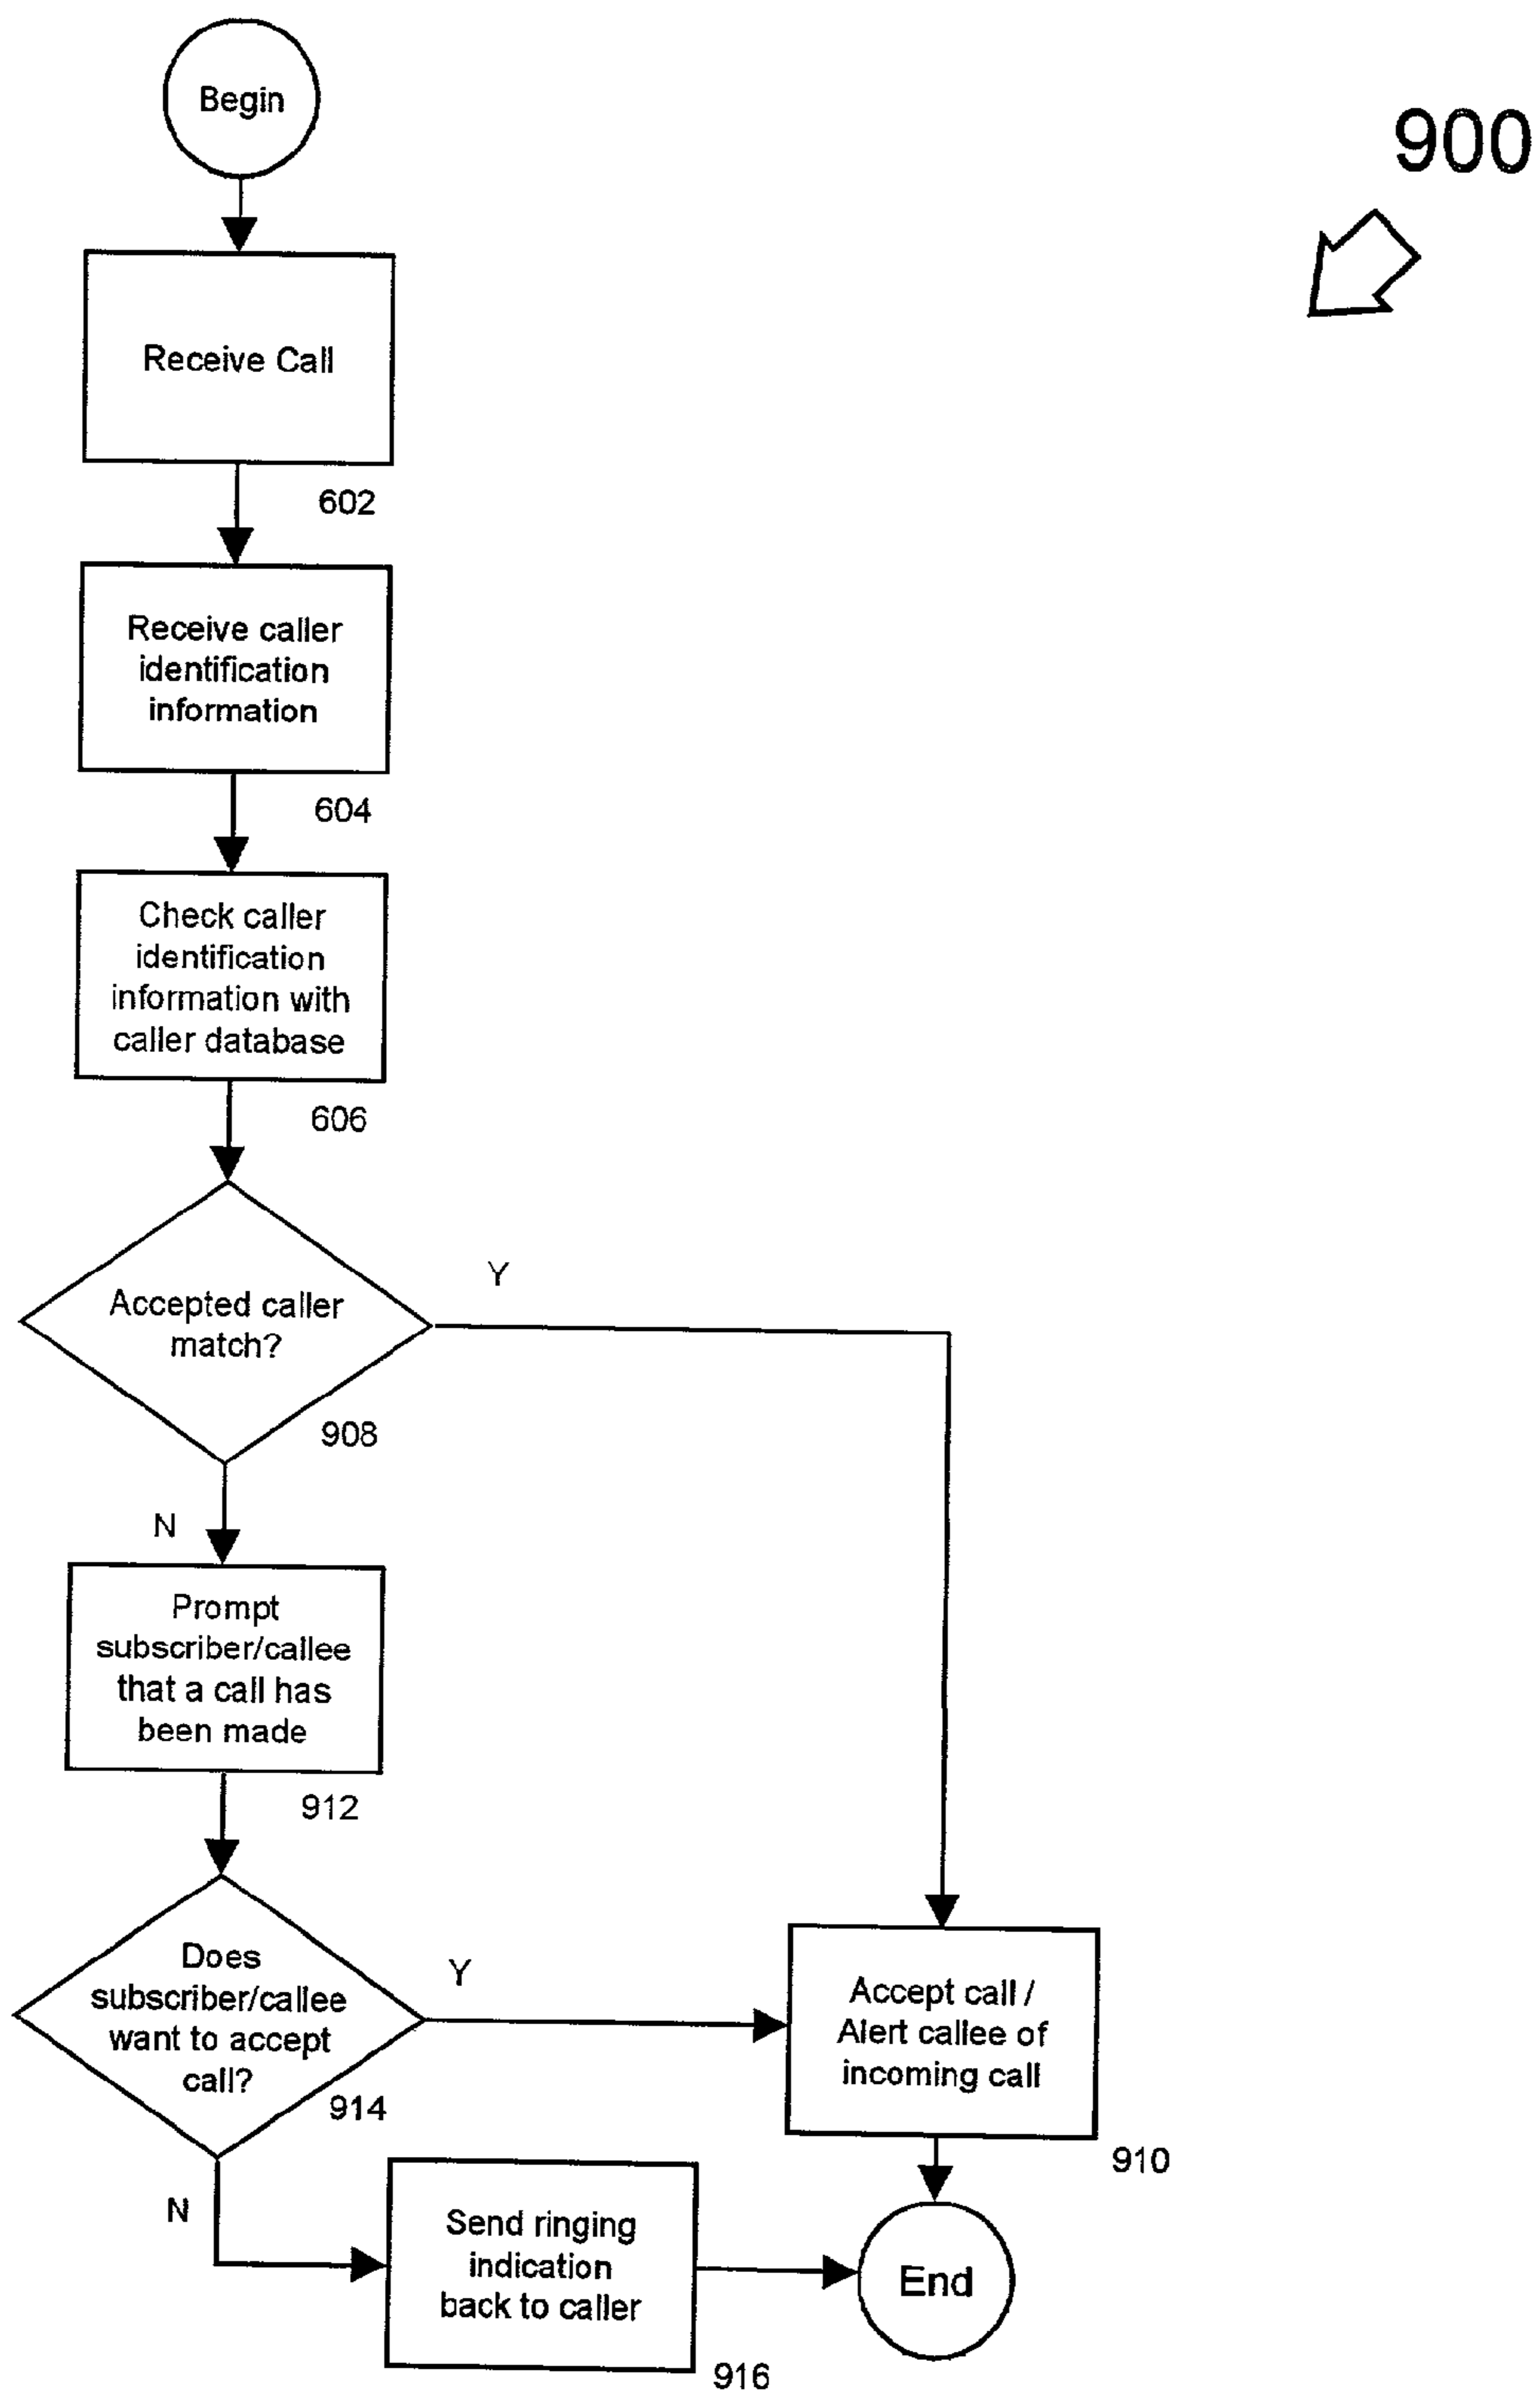 Begin
900
Receive Call
602
Receive caller
identification
information
604
Check caller
identification
information with
caller database
606
Accepted caller
match?
Y
908
N
Prompt
subscriber/callee
that a call has
been made
912
Does
subscriber/callee
want to accept
call?
914
Y
Accept call /
Alert callee of
incoming call
910
N
Send ringing
indication
back to caller
916
End